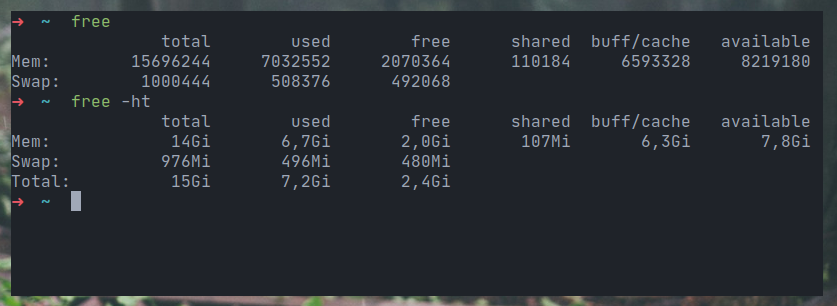 ➜  ~  free
               total        used        free      shared  buff/cache   available
Mem:        15696244     7032552     2070364      110184     6593328     8219180
Swap:        1000444      508376      492068
➜  ~  free -ht
               total        used        free      shared  buff/cache   available
Mem:            14Gi       6,7Gi       2,0Gi       107Mi       6,3Gi       7,8Gi
Swap:          976Mi       496Mi       480Mi
Total:          15Gi       7,2Gi       2,4Gi
➜  ~